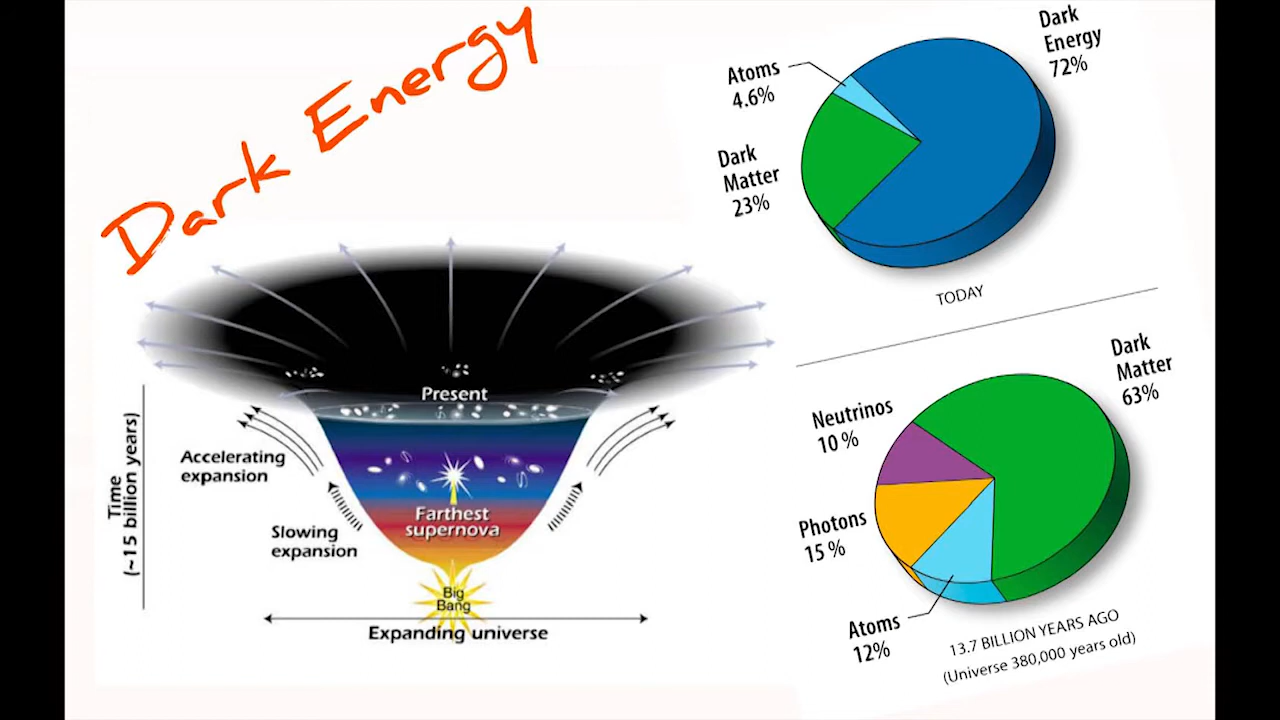 Dark Energy
Atoms
4.6%
Dark
Energy
72%
Dark
Matter
23%
TODAY
Present
Accelerating
expansion
Slowing
expansion
Time
(~15 billion years)
Farthest
supernova
Big
Bang
Expanding universe
Dark
Matter
63%
Neutrinos
10%
Photons
15%
Atoms
12%
13.7 BILLION YEARS AGO
(Universe 380,000 years old)